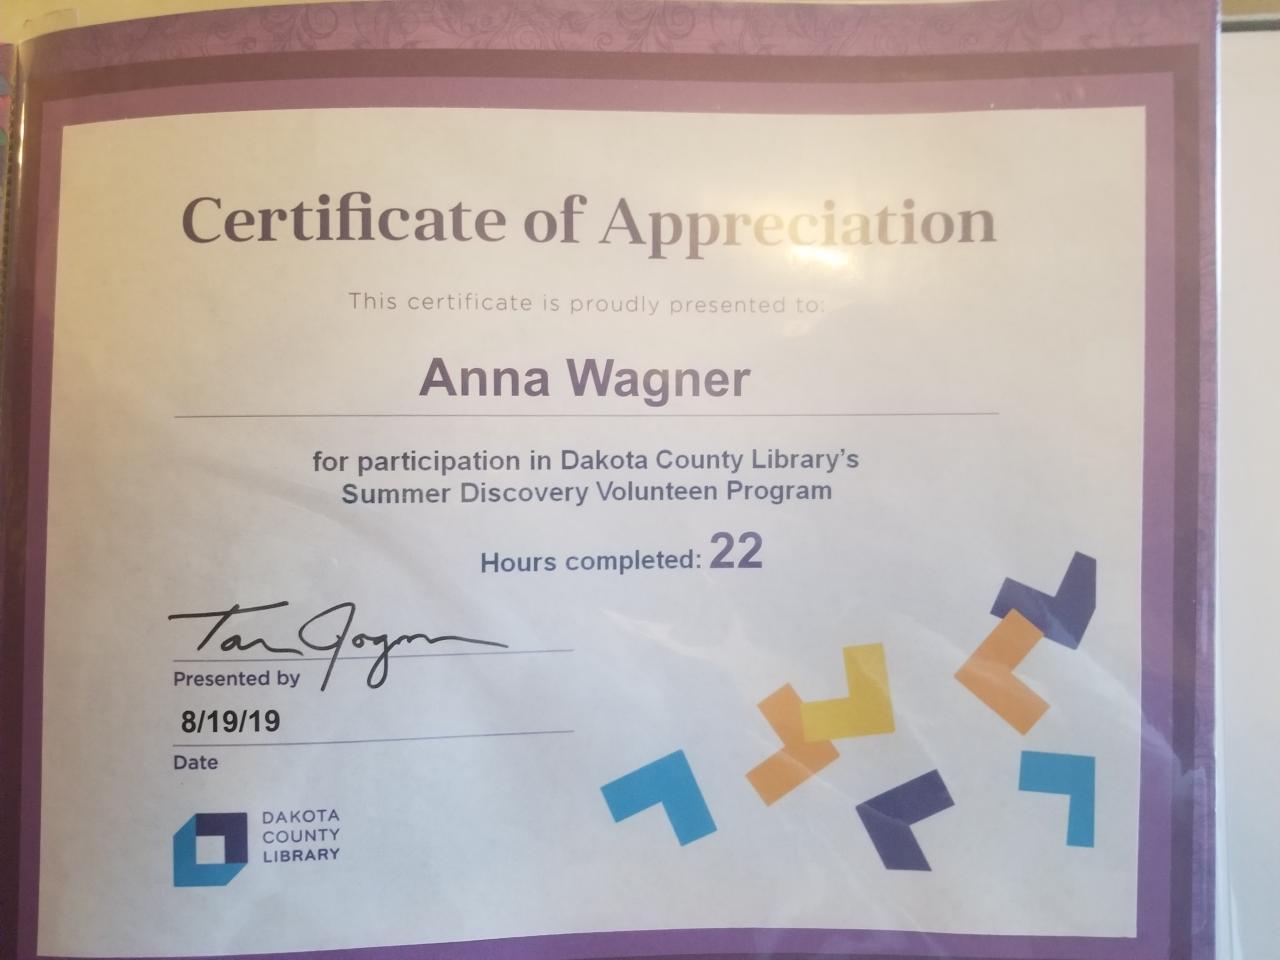 Certificate of Appreciation
This certificate is proudly presented to:
Anna Wagner
for participation in Dakota County Library's
Summer Discovery Volunteen Program
Hours completed: 22
Presented by
8/19/19
Date
DAKOTA
COUNTY
LIBRARY